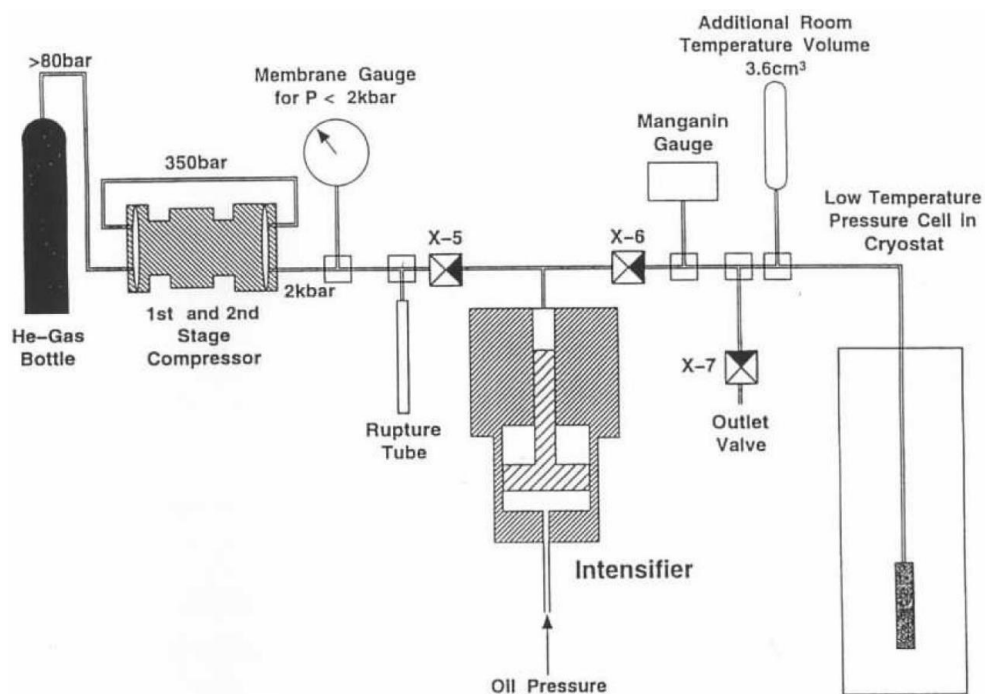 Additional Room
Temperature Volume
3.6cm³
>80bar
Membrane Gauge
for P < 2kbar
Manganin
Gauge
350bar
Low Temperature
Pressure Cell in
Cryostat
X-5
X-6
2kbar
1st and 2nd
Stage
Compressor
He-Gas
Bottle
X-7
Outlet
Valve
Rupture
Tube
Intensifier
Oil Pressure